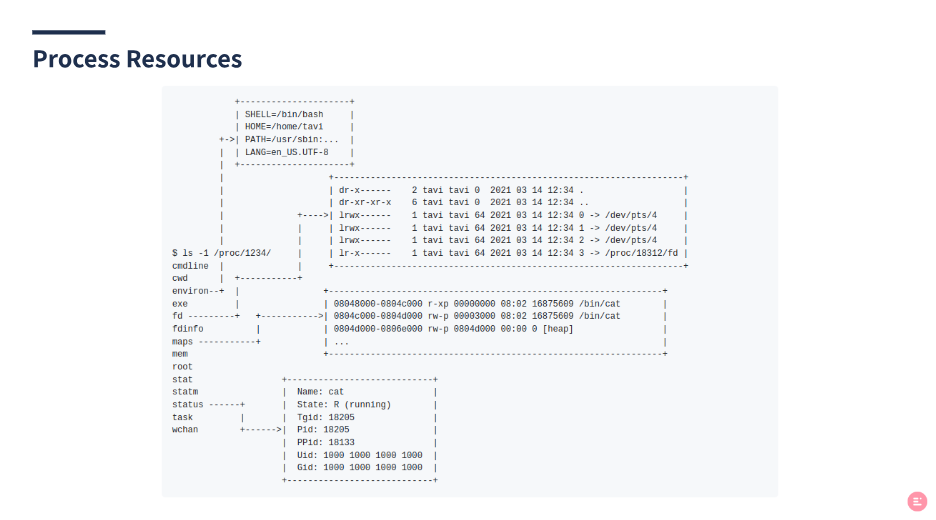 Process Resources
+---------------------+
| SHELL=/bin/bash     |
| HOME=/home/tavi     |
+->| PATH=/usr/sbin:...  |
|  | LANG=en_US.UTF-8    |
|  +---------------------+
|                    +-------------------------------------------------------------------+
|                    | dr-x------    2 tavi tavi 0  2021 03 14 12:34 .                   |
|                    | dr-xr-xr-x    6 tavi tavi 0  2021 03 14 12:34 ..                  |
|              +---->| lrwx------    1 tavi tavi 64 2021 03 14 12:34 0 -> /dev/pts/4     |
|              |     | lrwx------    1 tavi tavi 64 2021 03 14 12:34 1 -> /dev/pts/4     |
|              |     | lrwx------    1 tavi tavi 64 2021 03 14 12:34 2 -> /dev/pts/4     |
$ ls -1 /proc/1234/     |     | lr-x------    1 tavi tavi 64 2021 03 14 12:34 3 -> /proc/18312/fd |
cmdline  |              |     +-------------------------------------------------------------------+
cwd      |  +-----------+
environ--+  |                +----------------------------------------------------------------+
exe         |                | 08048000-0804c000 r-xp 00000000 08:02 16875609 /bin/cat        |
fd ---------+   +----------->| 0804c000-0804d000 rw-p 00003000 08:02 16875609 /bin/cat        |
fdinfo          |            | 0804d000-0806e000 rw-p 0804d000 00:00 0 [heap]                 |
maps -----------+            | ...                                                            |
mem                          +----------------------------------------------------------------+
root
stat                 +----------------------------+
statm                |  Name: cat                 |
status ------+       |  State: R (running)        |
task         |       |  Tgid: 18205               |
wchan        +------>|  Pid: 18205                |
|  PPid: 18133               |
|  Uid: 1000 1000 1000 1000  |
|  Gid: 1000 1000 1000 1000  |
+----------------------------+